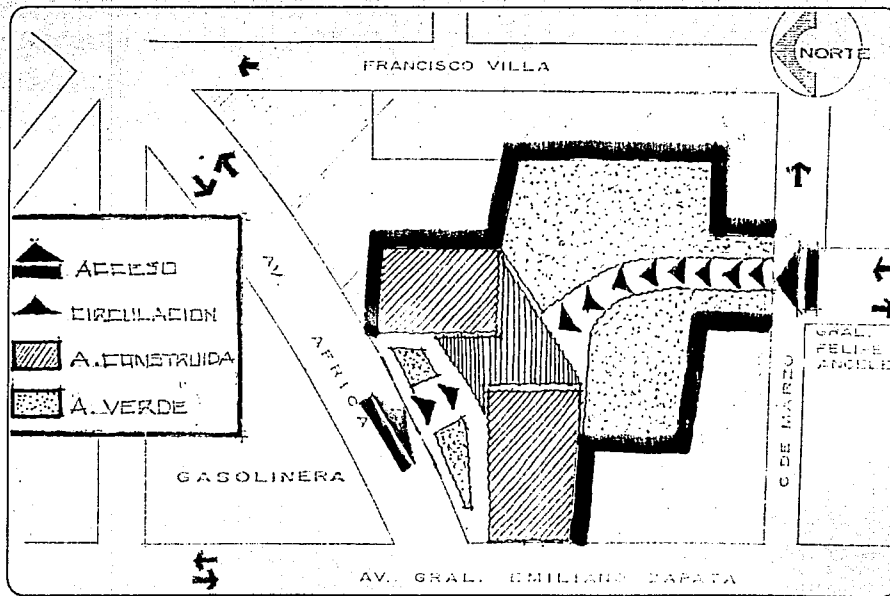 NORTE
FRANCISCO VILLA
ACCESO
CIRCULACION
A. CONSTRUIDA
A. VERDE
AV. AFRICA
GRAL.
FELIPE
ANGELES
DE MARZO
GASOLINERA
AV. GRAL. EMILIANO ZAPATA